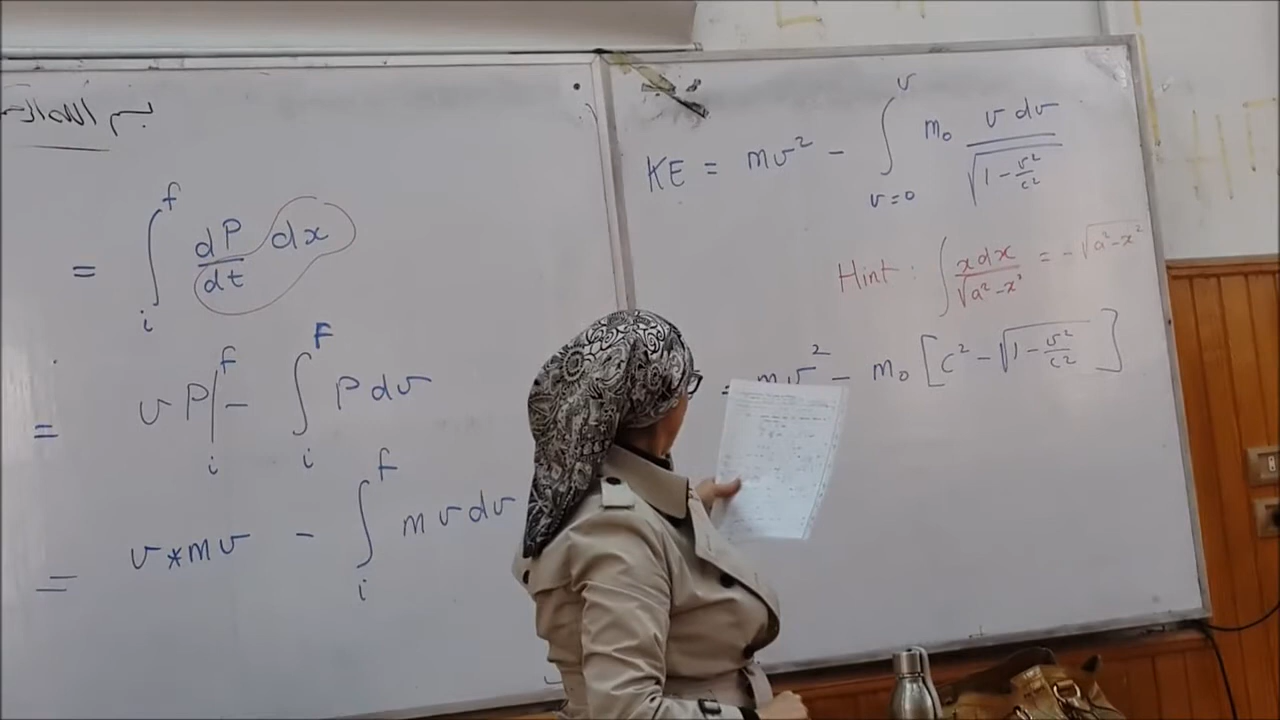 بسم الله
= ∫_i^f dP/dt dx
= vP|_i^f - ∫_i^F P dv
= v*mv - ∫_i^F mv dv
KE = mv² - ∫_{v=0}^v m₀ v dv/√(1-v²/c²)
Hint : ∫ x dx/√(a²-x²) = -√(a²-x²)
= mv² - m₀ [c² - √(1-v²/c²)]